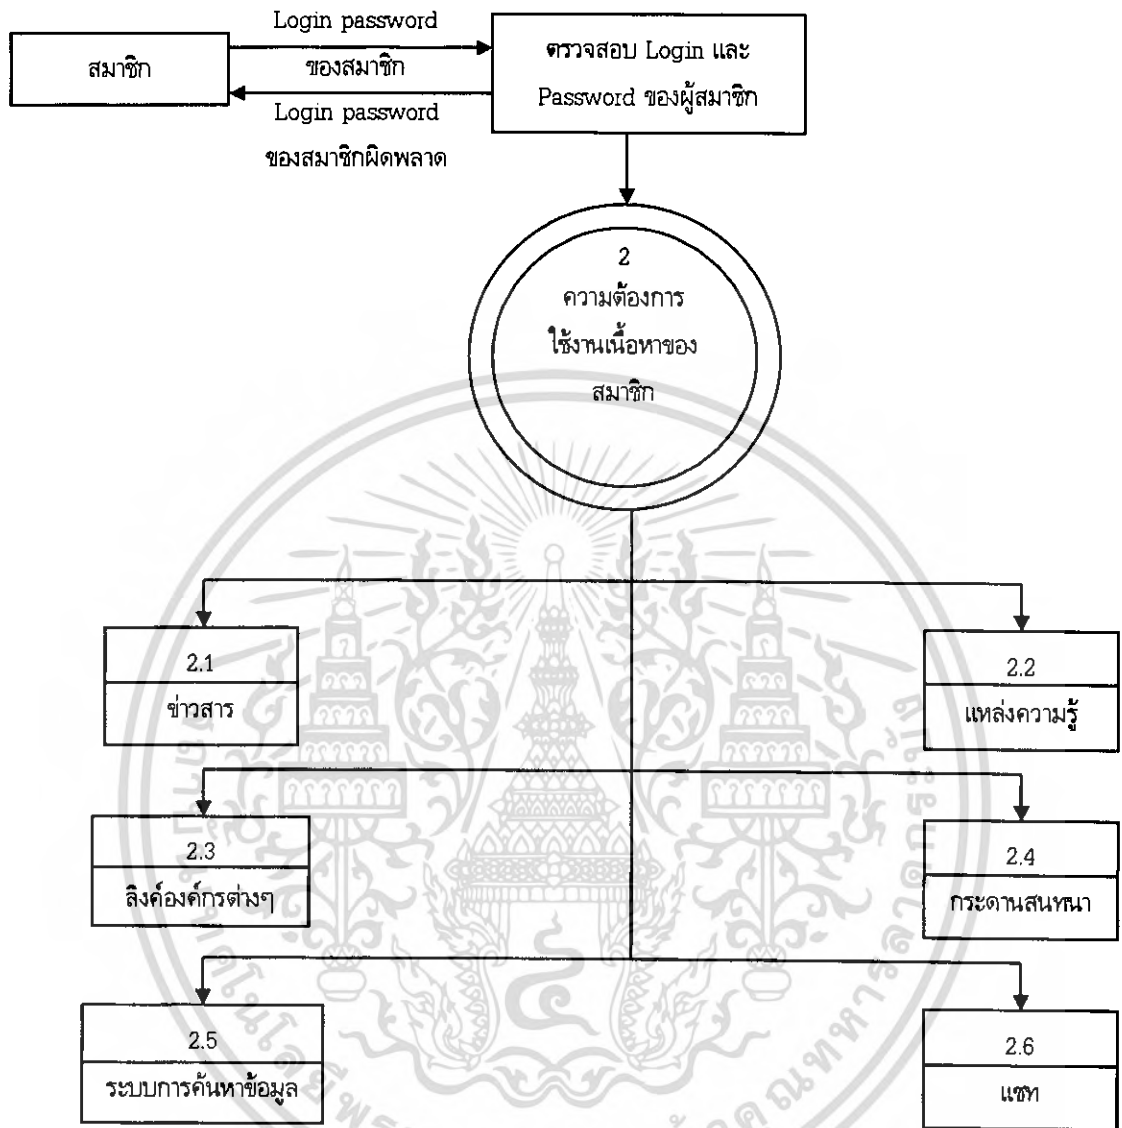 Login password
สมาชิก
ของสมาชิก
Login password
ของสมาชิกผิดพลาด
ตรวจสอบ Login และ
Password ของผู้สมาชิก
2
ความต้องการ
ใช้งานเนื้อหาของ
สมาชิก
2.1
ข่าวสาร
2.2
แหล่งความรู้
2.3
ลิงค์องค์กรต่างๆ
2.4
กระดานสนทนา
2.5
ระบบการค้นหาข้อมูล
2.6
แชท